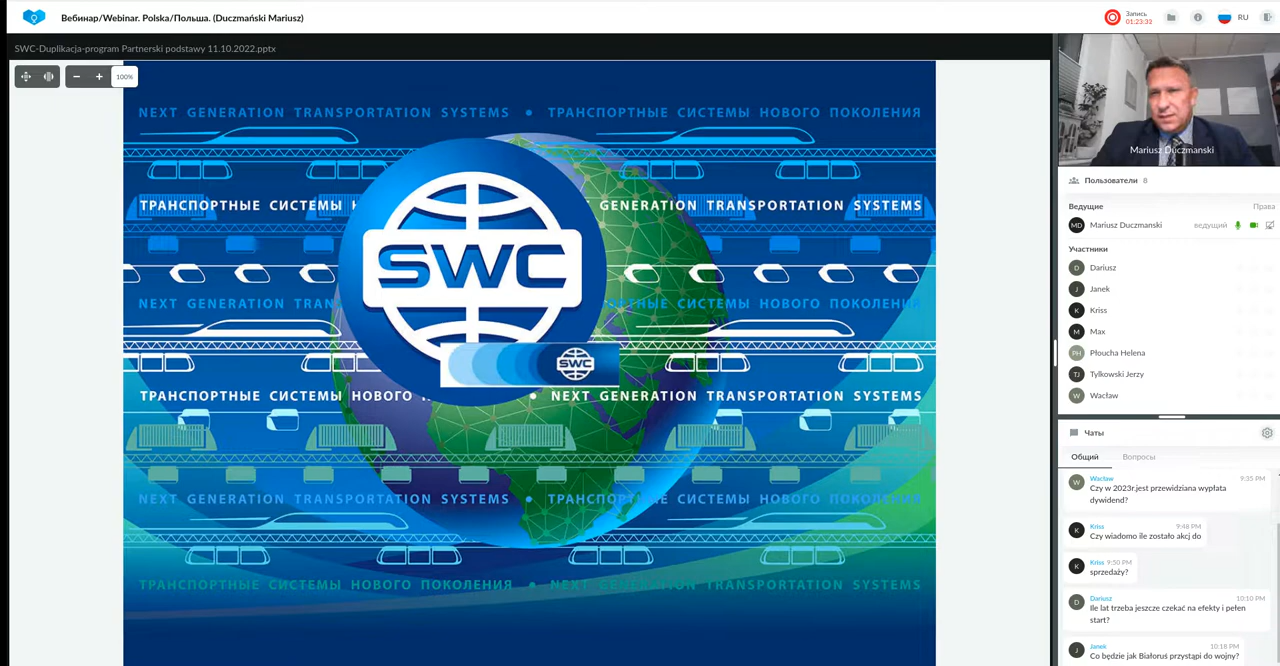 Вебинар/Webinar. Polska/Польша. (Duczmański Mariusz)
Запись
01:23:32
RU
SWC-Duplikacja-program Partnerski podstawy 11.10.2022.pptx
100%
NEXT GENERATION TRANSPORTATION SYSTEMS • ТРАНСПОРТНЫЕ СИСТЕМЫ НОВОГО ПОКОЛЕНИЯ
ТРАНСПОРТНЫЕ СИСТЕМЫ GENERATION TRANSPORTATION SYSTEMS
SWC
NEXT GENERATION СИСТЕМЫ НОВОГО ПОКОЛЕНИЯ
SWC
ТРАНСПОРТНЫЕ СИСТЕМЫ НОВОГО • NEXT GENERATION TRANSPORTATION SYSTEMS
NEXT GENERATION TRANSPORTATION SYSTEMS • ТРАНСПОРТНЫЕ СИСТЕМЫ НОВОГО ПОКОЛЕНИЯ
ТРАНСПОРТНЫЕ СИСТЕМЫ НОВОГО ПОКОЛЕНИЯ • NEXT GENERATION TRANSPORTATION SYSTEMS
Mariusz Duczmanski
Пользователи 8
Ведущие Права
MD Mariusz Duczmanski ведущий
Участники
D Dariusz
J Janek
K Kriss
M Max
PH Płoucha Helena
TJ Tylkowski Jerzy
W Wacław
Чаты
Общий Вопросы
W Wacław 9:35 PM
Czy w 2023r.jest przewidziana wypłata
dywidend?
K Kriss 9:48 PM
Czy wiadomo ile zostało akcj do
K Kriss 9:50 PM
sprzedaży?
D Dariusz 10:10 PM
Ile lat trzeba jeszcze czekać na efekty i pełen
start?
J Janek 10:18 PM
Co będzie jak Białoruś przystąpi do wojny?